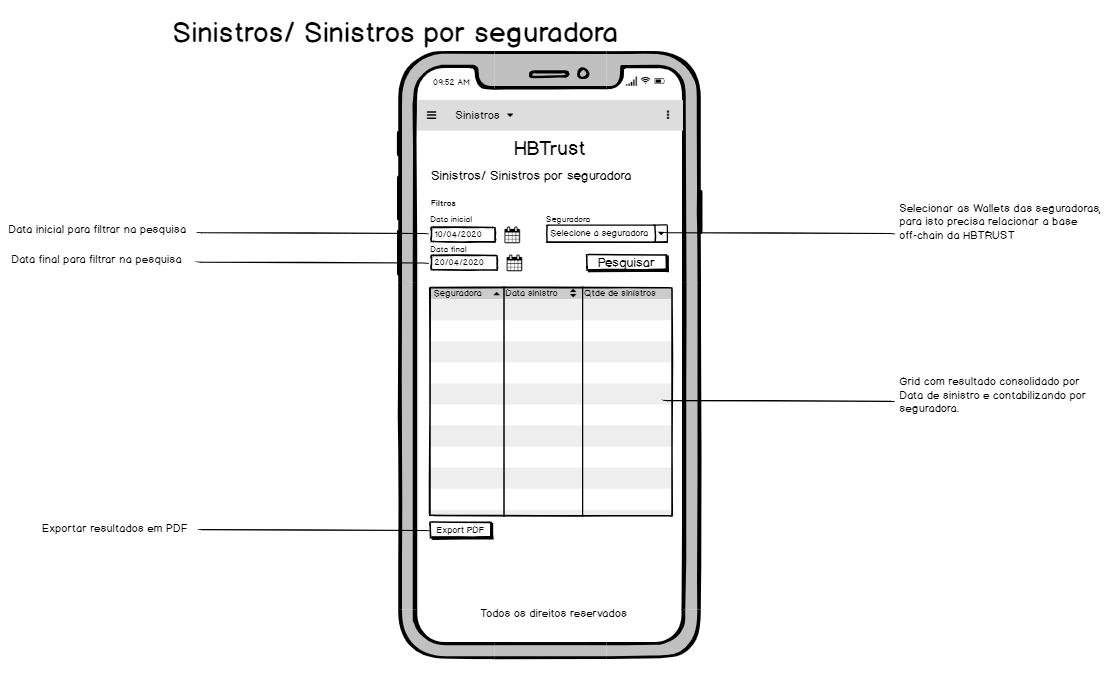 Sinistros/ Sinistros por seguradora
09:52 AM
Sinistros
HBTrust
Sinistros/ Sinistros por seguradora
Filtros
Data inicial
Seguradora
10/04/2020
Selecione a seguradora
Data final
20/04/2020
Pesquisar
Seguradora
Data sinistro
Qtde de sinistros
Export PDF
Todos os direitos reservados
Data inicial para filtrar na pesquisa
Data final para filtrar na pesquisa
Exportar resultados em PDF
Selecionar as Wallets das seguradoras,
para isto precisa relacionar a base
off-chain da HBTRUST
Grid com resultado consolidado por
Data de sinistro e contabilizando por
seguradora.